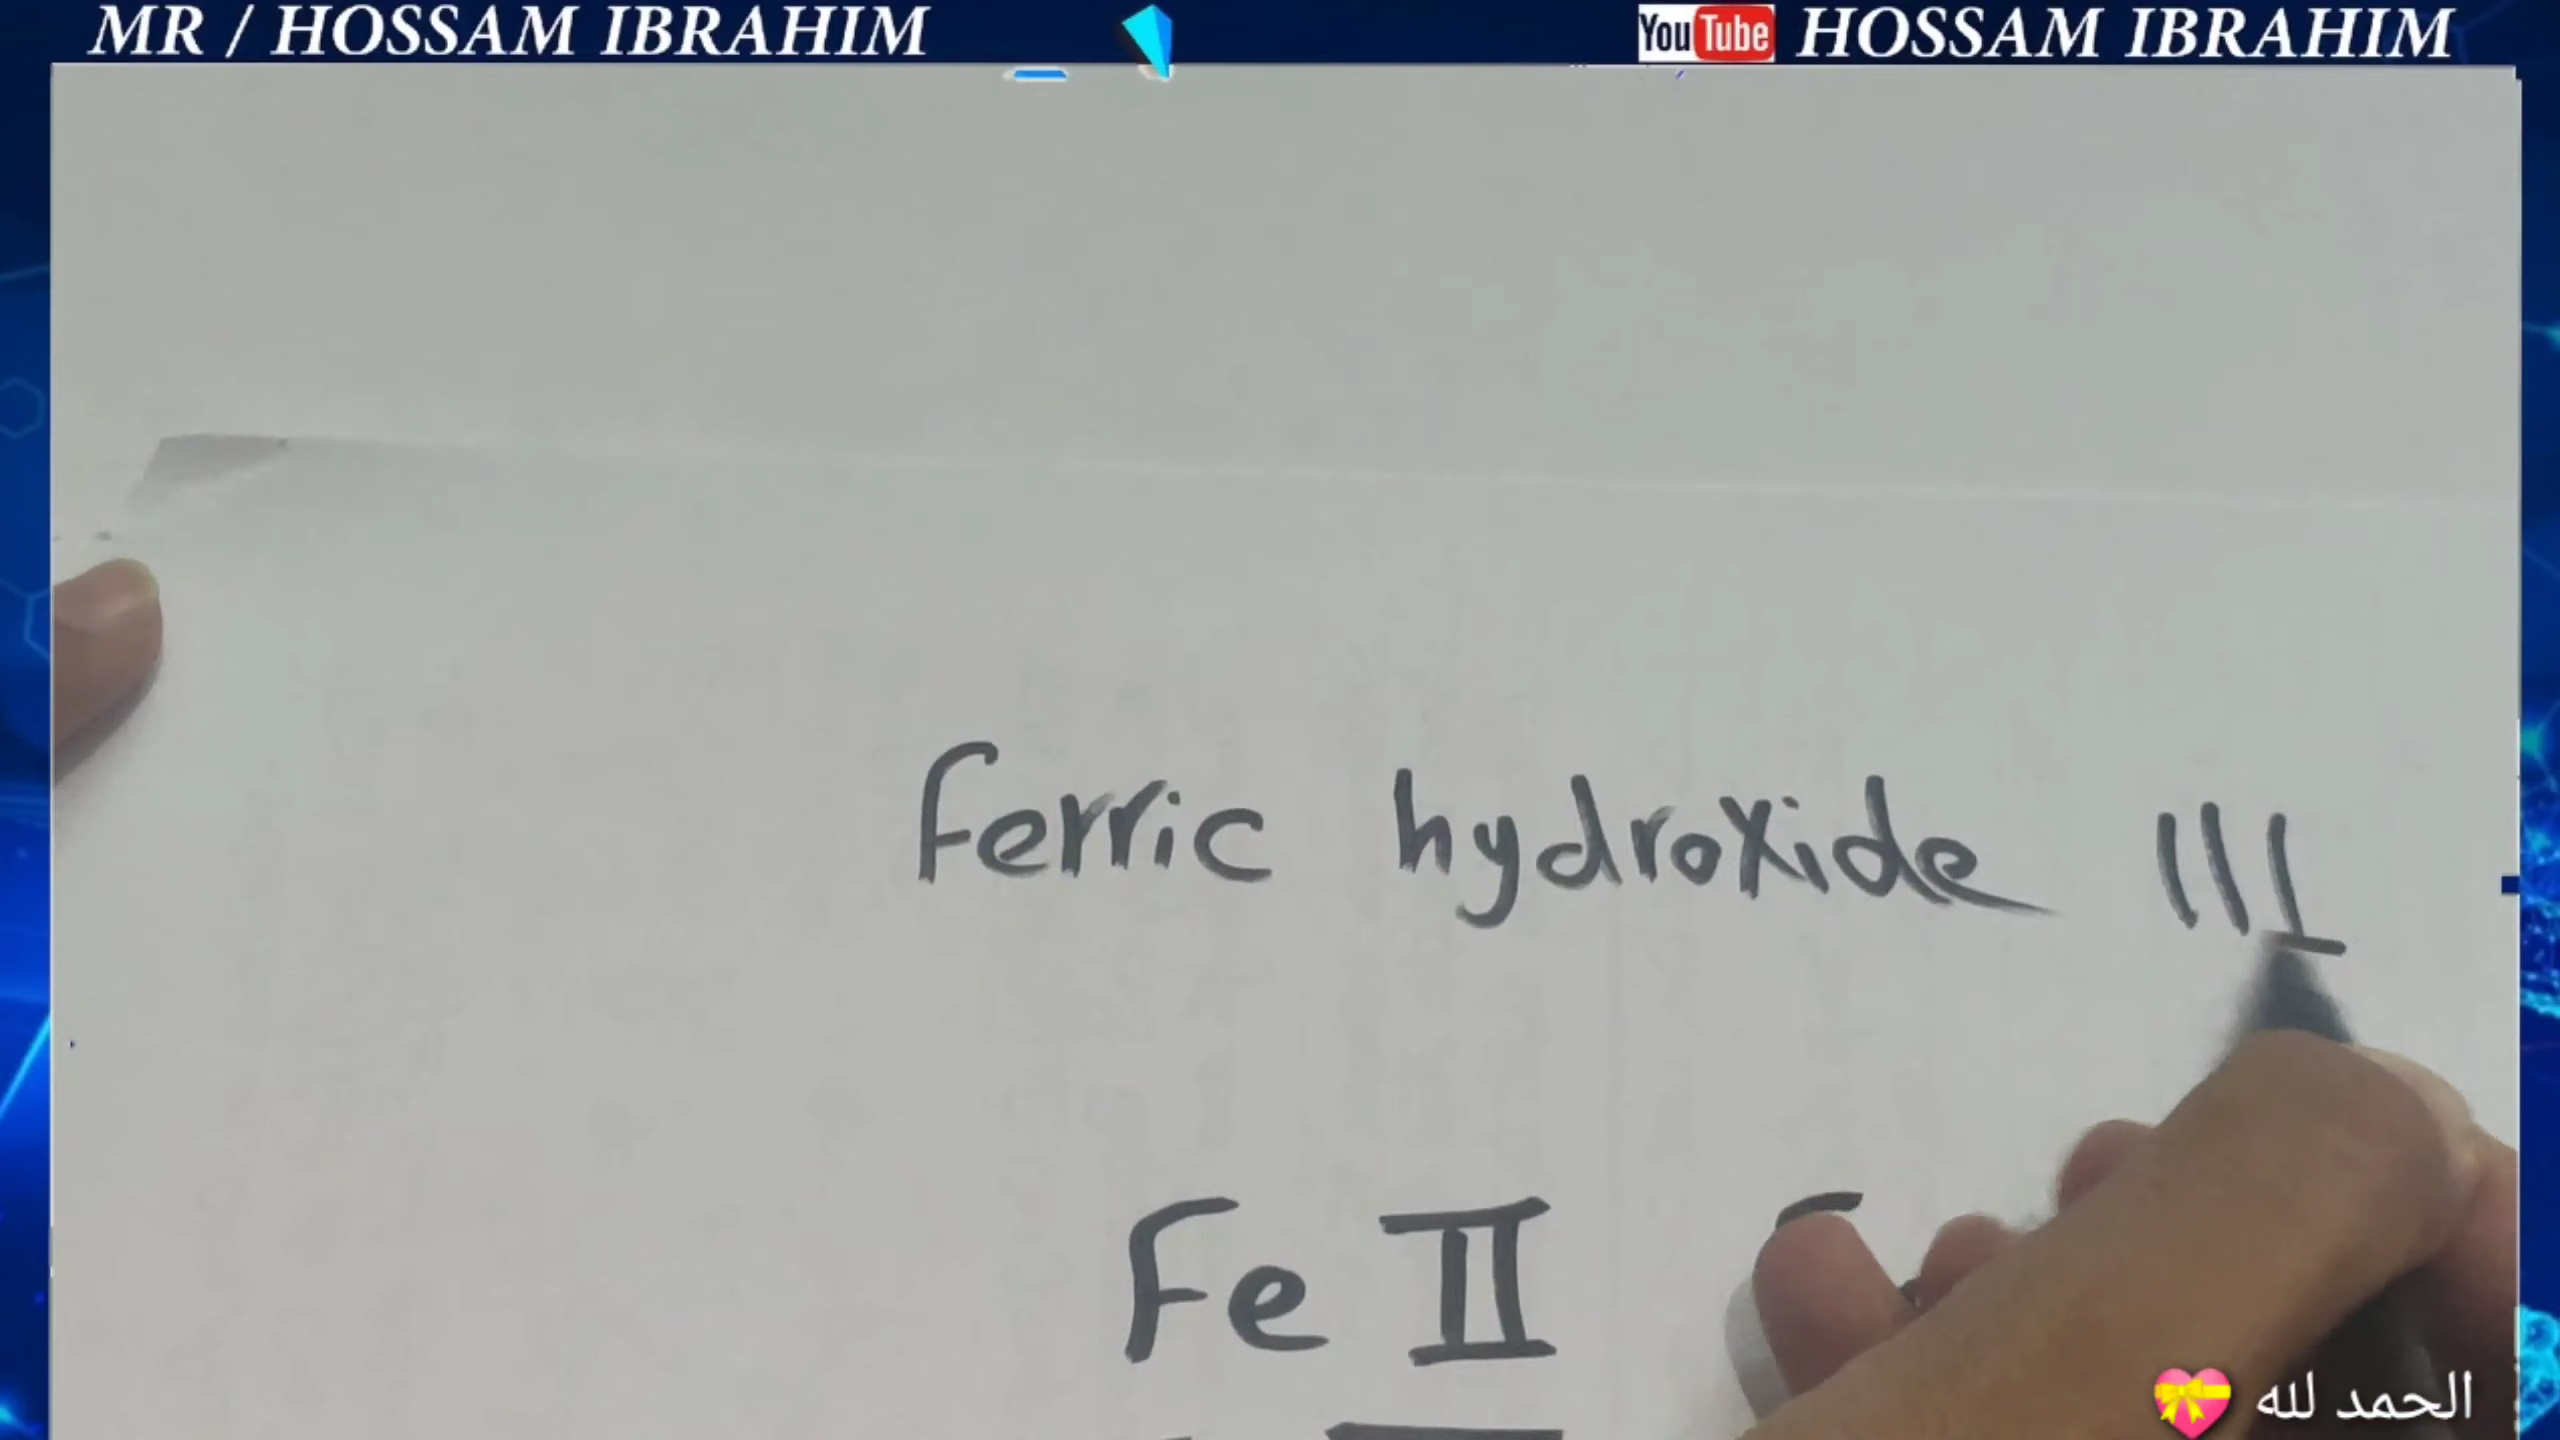 MR / HOSSAM IBRAHIM
YouTube HOSSAM IBRAHIM
Ferric hydroxide III
Fe II
الحمد لله